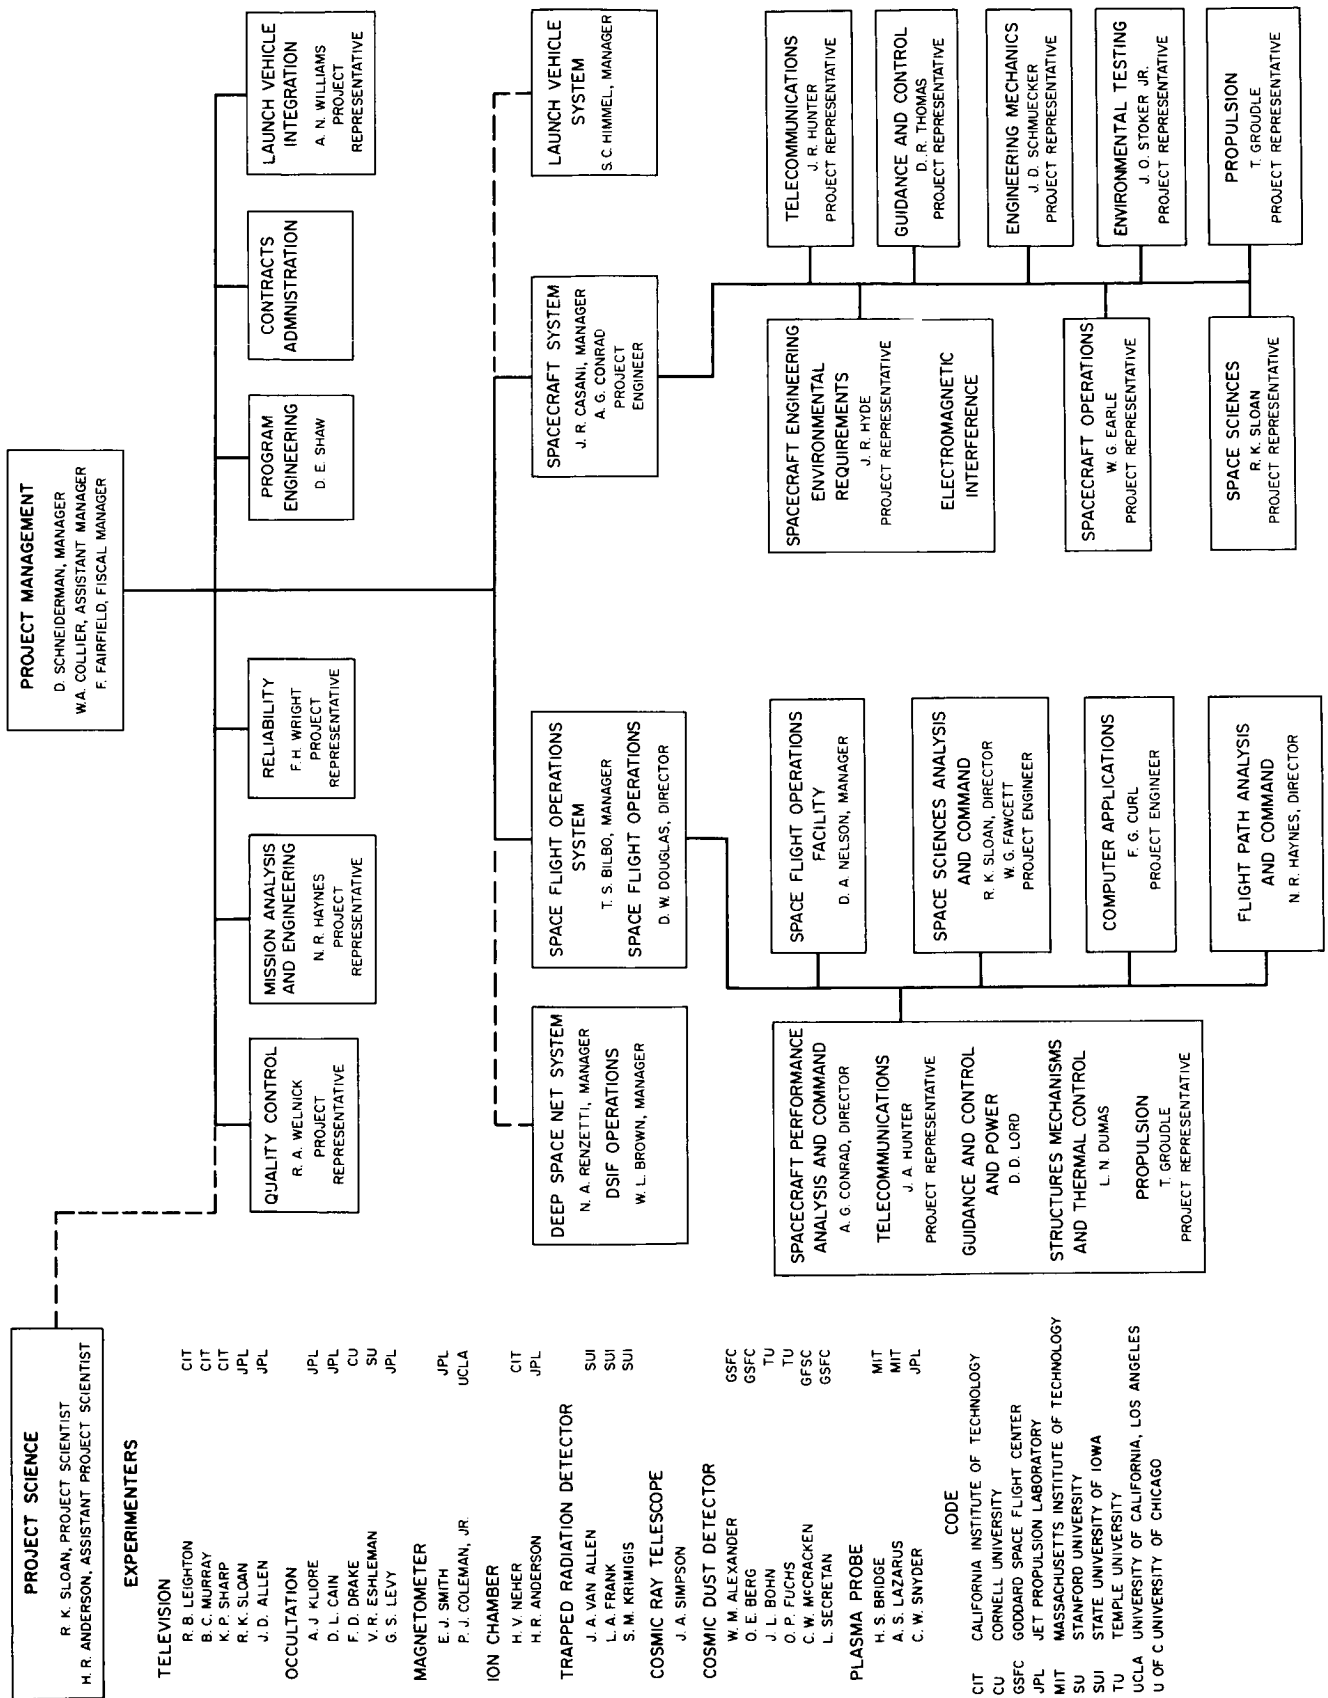 PROJECT SCIENCE
R. K. SLOAN, PROJECT SCIENTIST
H. R. ANDERSON, ASSISTANT PROJECT SCIENTIST
EXPERIMENTERS
TELEVISION
R. B. LEIGHTON CIT
B. C. MURRAY CIT
K. P. SHARP CIT
R. K. SLOAN JPL
J. D. ALLEN JPL
OCCULTATION
A. J. KLIORE JPL
D. L. CAIN JPL
F. D. DRAKE CU
V. R. ESHLEMAN SU
G. S. LEVY JPL
MAGNETOMETER
E. J. SMITH JPL
P. J. COLEMAN, JR. UCLA
ION CHAMBER
H. V. NEHER CIT
H. R. ANDERSON JPL
TRAPPED RADIATION DETECTOR
J. A. VAN ALLEN SUI
L. A. FRANK SUI
S. M. KRIMIGIS SUI
COSMIC RAY TELESCOPE
J. A. SIMPSON
COSMIC DUST DETECTOR
W. M. ALEXANDER GSFC
O. E. BERG GSFC
J. L. BOHN TU
O. P. FUCHS TU
C. W. McCRACKEN GFSC
L. SECRETAN GSFC
PLASMA PROBE
H. S. BRIDGE MIT
A. S. LAZARUS MIT
C. W. SNYDER JPL
CODE
CIT CALIFORNIA INSTITUTE OF TECHNOLOGY
CU CORNELL UNIVERSITY
GSFC GODDARD SPACE FLIGHT CENTER
JPL JET PROPULSION LABORATORY
MIT MASSACHUSETTS INSTITUTE OF TECHNOLOGY
SU STANFORD UNIVERSITY
SUI STATE UNIVERSITY OF IOWA
TU TEMPLE UNIVERSITY
UCLA UNIVERSITY OF CALIFORNIA, LOS ANGELES
U OF C UNIVERSITY OF CHICAGO
PROJECT MANAGEMENT
D. SCHNEIDERMAN, MANAGER
W. A. COLLIER, ASSISTANT MANAGER
F. FAIRFIELD, FISCAL MANAGER
QUALITY CONTROL
R. A. WELNICK
PROJECT
REPRESENTATIVE
MISSION ANALYSIS
AND ENGINEERING
N. R. HAYNES
PROJECT
REPRESENTATIVE
RELIABILITY
F. H. WRIGHT
PROJECT
REPRESENTATIVE
PROGRAM
ENGINEERING
D. E. SHAW
CONTRACTS
ADMNISTRATION
LAUNCH VEHICLE
INTEGRATION
A. N. WILLIAMS
PROJECT
REPRESENTATIVE
DEEP SPACE NET SYSTEM
N. A. RENZETTI, MANAGER
DSIF OPERATIONS
W. L. BROWN, MANAGER
SPACE FLIGHT OPERATIONS
SYSTEM
T. S. BILBO, MANAGER
SPACE FLIGHT OPERATIONS
D. W. DOUGLAS, DIRECTOR
SPACECRAFT SYSTEM
J. R. CASANI, MANAGER
A. G. CONRAD
PROJECT
ENGINEER
LAUNCH VEHICLE
SYSTEM
S. C. HIMMEL, MANAGER
SPACECRAFT PERFORMANCE
ANALYSIS AND COMMAND
A. G. CONRAD, DIRECTOR
TELECOMMUNICATIONS
J. A. HUNTER
PROJECT REPRESENTATIVE
GUIDANCE AND CONTROL
AND POWER
D. D. LORD
STRUCTURES MECHANISMS
AND THERMAL CONTROL
L. N. DUMAS
PROPULSION
T. GROUDLE
PROJECT REPRESENTATIVE
SPACE FLIGHT OPERATIONS
FACILITY
D. A. NELSON, MANAGER
SPACE SCIENCES ANALYSIS
AND COMMAND
R. K. SLOAN, DIRECTOR
W. G. FAWCETT
PROJECT ENGINEER
COMPUTER APPLICATIONS
F. G. CURL
PROJECT ENGINEER
FLIGHT PATH ANALYSIS
AND COMMAND
N. R. HAYNES, DIRECTOR
SPACECRAFT ENGINEERING
ENVIRONMENTAL
REQUIREMENTS
J. R. HYDE
PROJECT REPRESENTATIVE
ELECTROMAGNETIC
INTERFERENCE
SPACECRAFT OPERATIONS
W. G. EARLE
PROJECT REPRESENTATIVE
SPACE SCIENCES
R. K. SLOAN
PROJECT REPRESENTATIVE
TELECOMMUNICATIONS
J. R. HUNTER
PROJECT REPRESENTATIVE
GUIDANCE AND CONTROL
D. R. THOMAS
PROJECT REPRESENTATIVE
ENGINEERING MECHANICS
J. D. SCHMUECKER
PROJECT REPRESENTATIVE
ENVIRONMENTAL TESTING
J. O. STOKER JR.
PROJECT REPRESENTATIVE
PROPULSION
T. GROUDLE
PROJECT REPRESENTATIVE